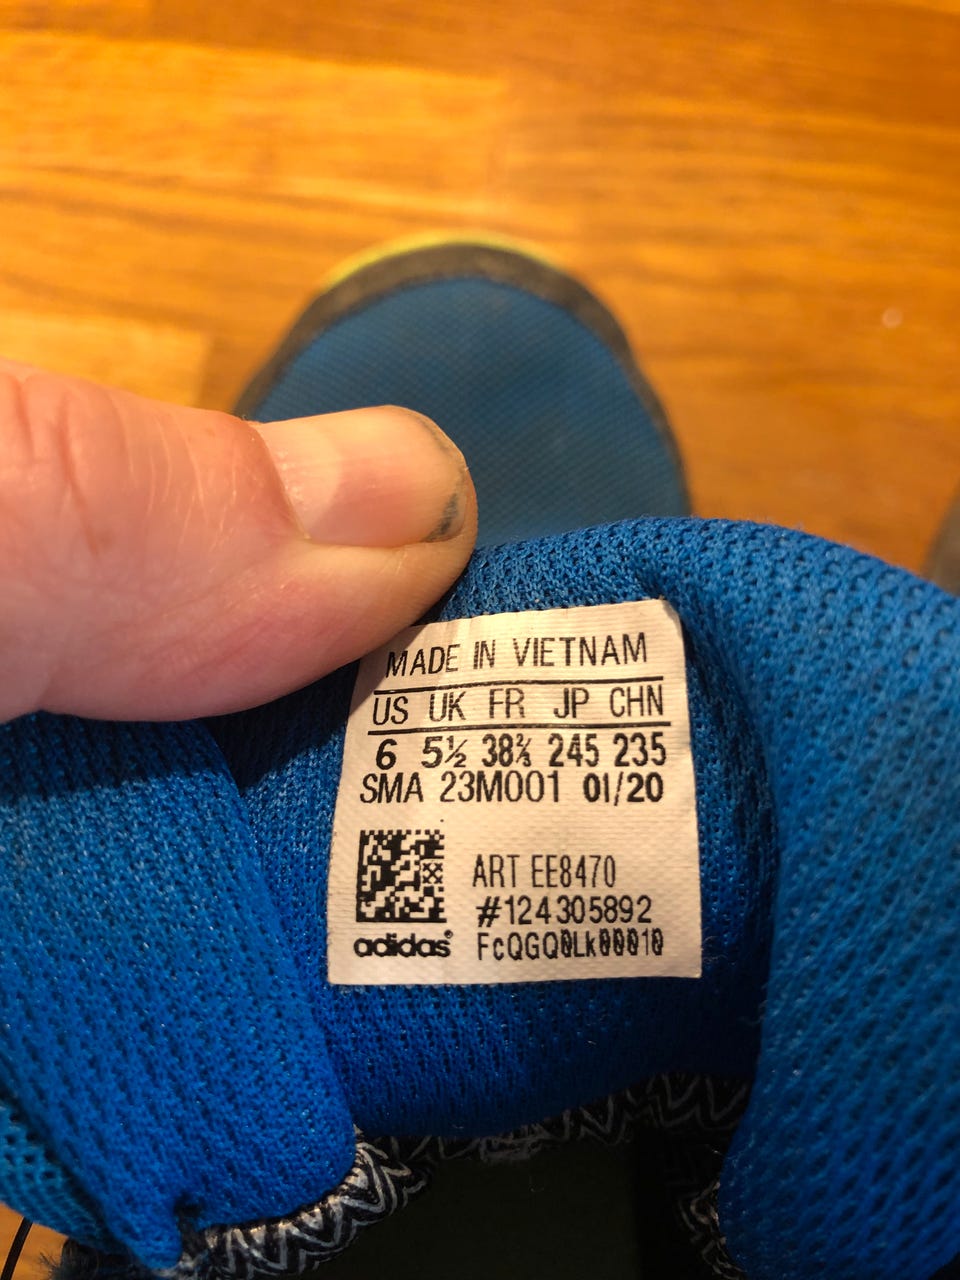 MADE IN VIETNAM
US UK FR JP CHN
6 5½ 38⅔ 245 235
SMA 23M001 01/20
ART EE8470
#124305892
adidas® FcQGQ0Lk00010